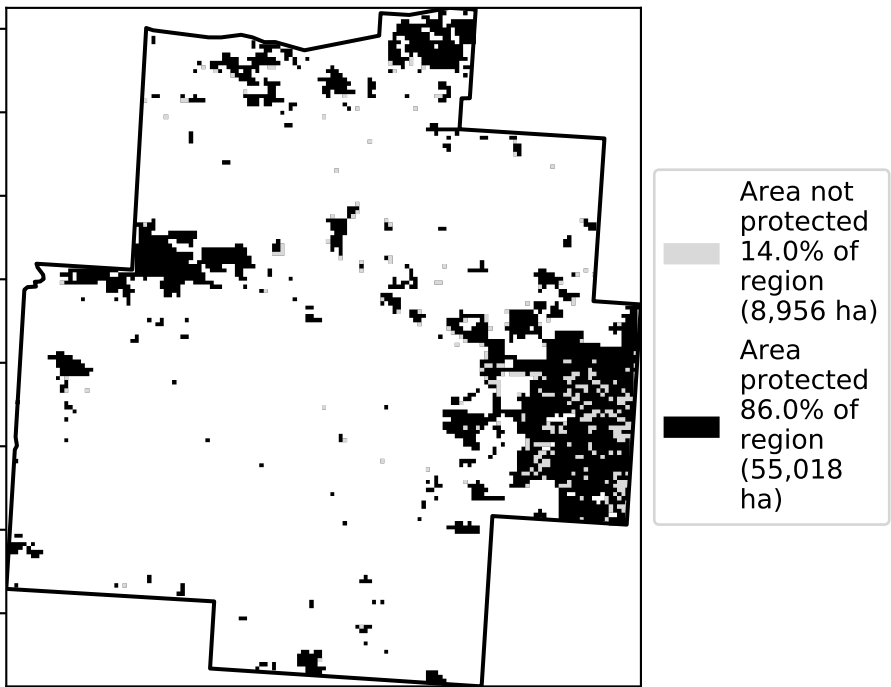 Area not
protected
14.0% of
region
(8,956 ha)
Area
protected
86.0% of
region
(55,018
ha)